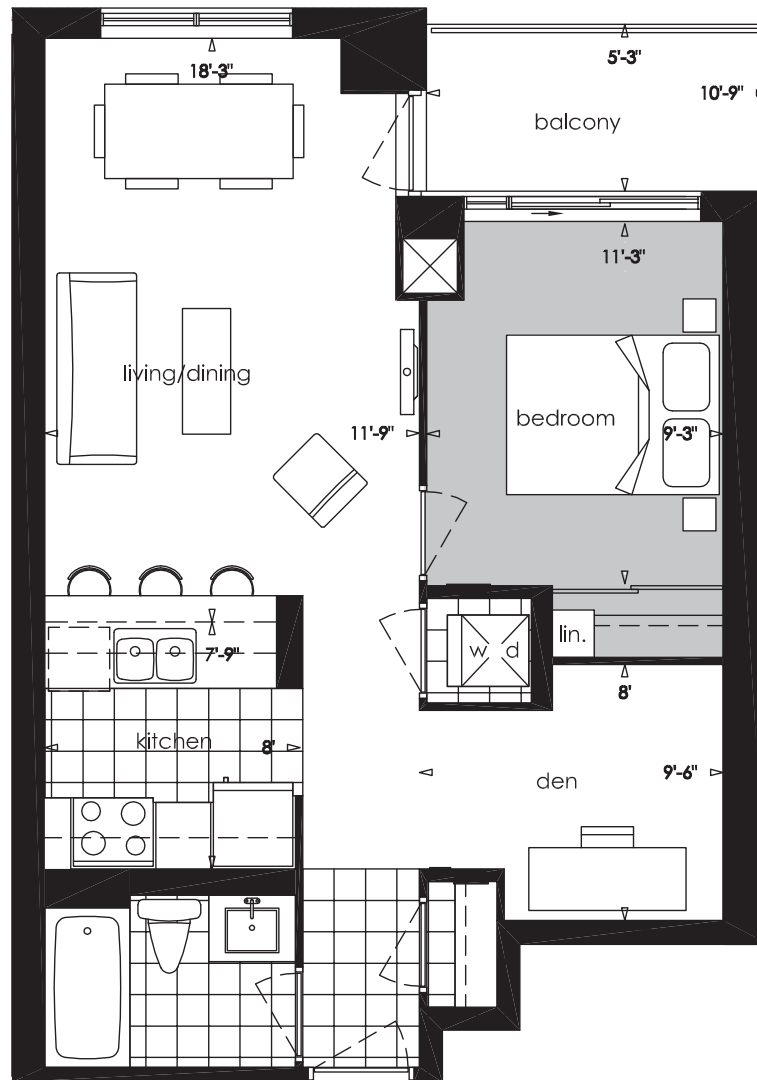 5'-3"
18'-3"
10'-9"
balcony
11'-3"
living/dining
bedroom
11'-9"
9'-3"
lin.
w d
7'-9"
8'
kitchen
8'
9'-6"
den